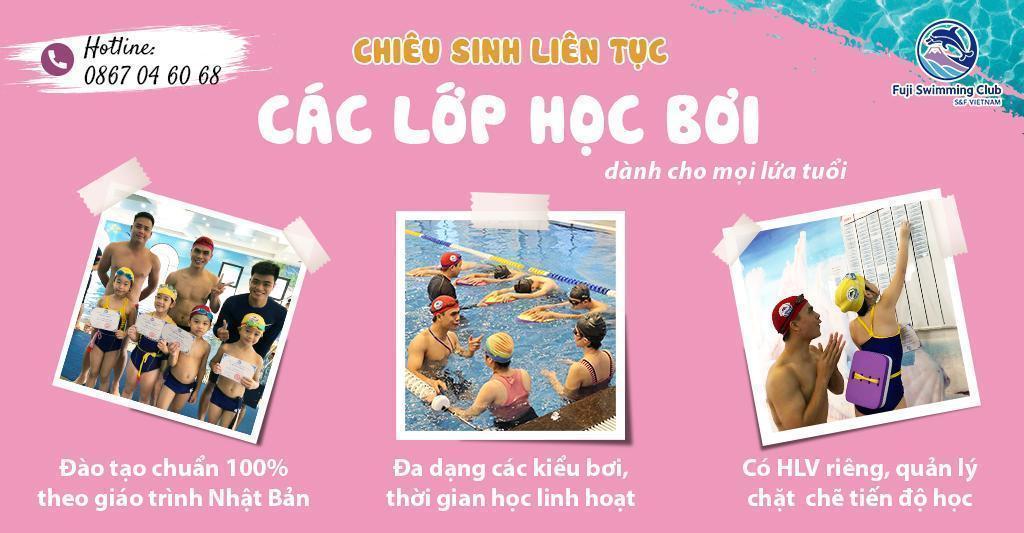 Hotline:
0867 04 60 68
CHIÊU SINH LIÊN TỤC
Fuji Swimming Club
S&F VIETNAM
CÁC LỚP HỌC BƠI
dành cho mọi lứa tuổi
Đào tạo chuẩn 100%
theo giáo trình Nhật Bản
Đa dạng các kiểu bơi,
thời gian học linh hoạt
Có HLV riêng, quản lý
chặt chẽ tiến độ học